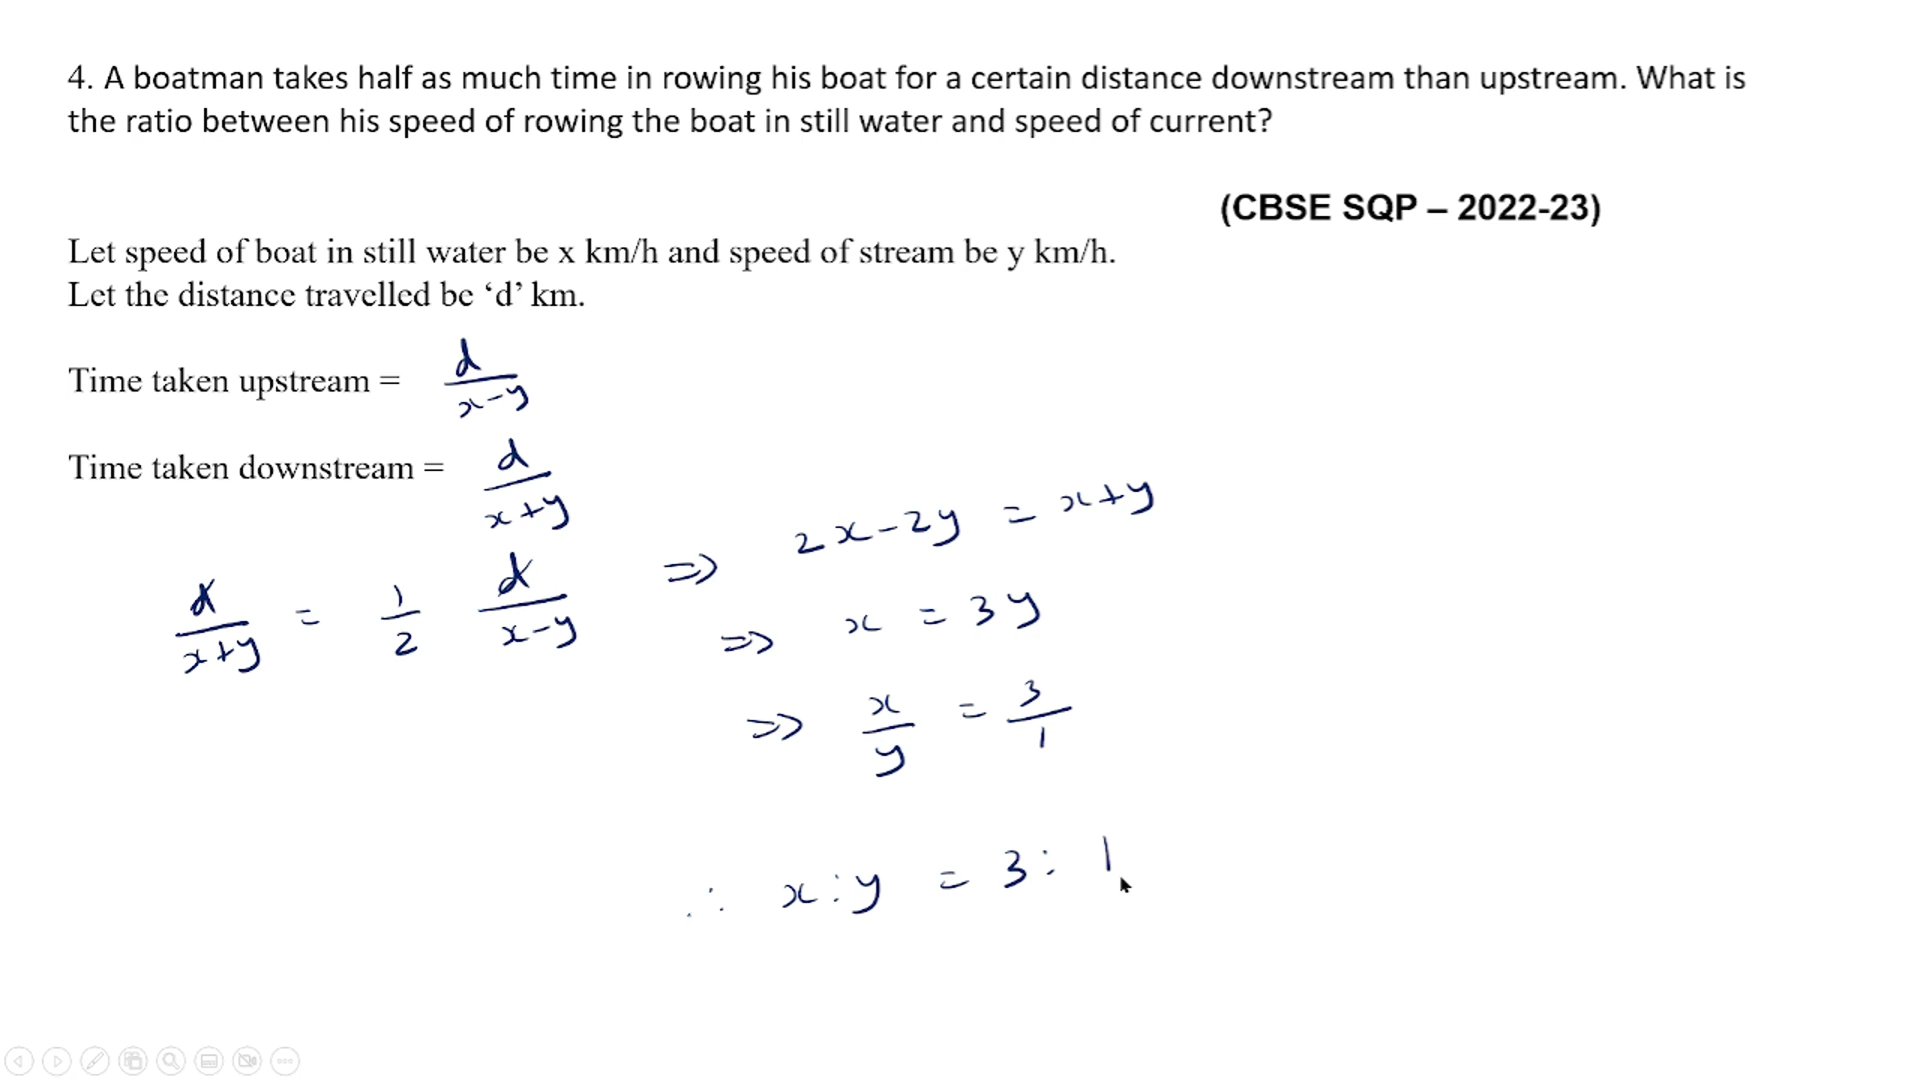 4. A boatman takes half as much time in rowing his boat for a certain distance downstream than upstream. What is
the ratio between his speed of rowing the boat in still water and speed of current?
(CBSE SQP – 2022-23)
Let speed of boat in still water be x km/h and speed of stream be y km/h.
Let the distance travelled be ‘d’ km.
Time taken upstream = d/(x-y)
Time taken downstream = d/(x+y)
d/(x+y) = 1/2 d/(x-y) => 2x-2y = x+y
=> x = 3y
=> x/y = 3/1
∴ x:y = 3:1